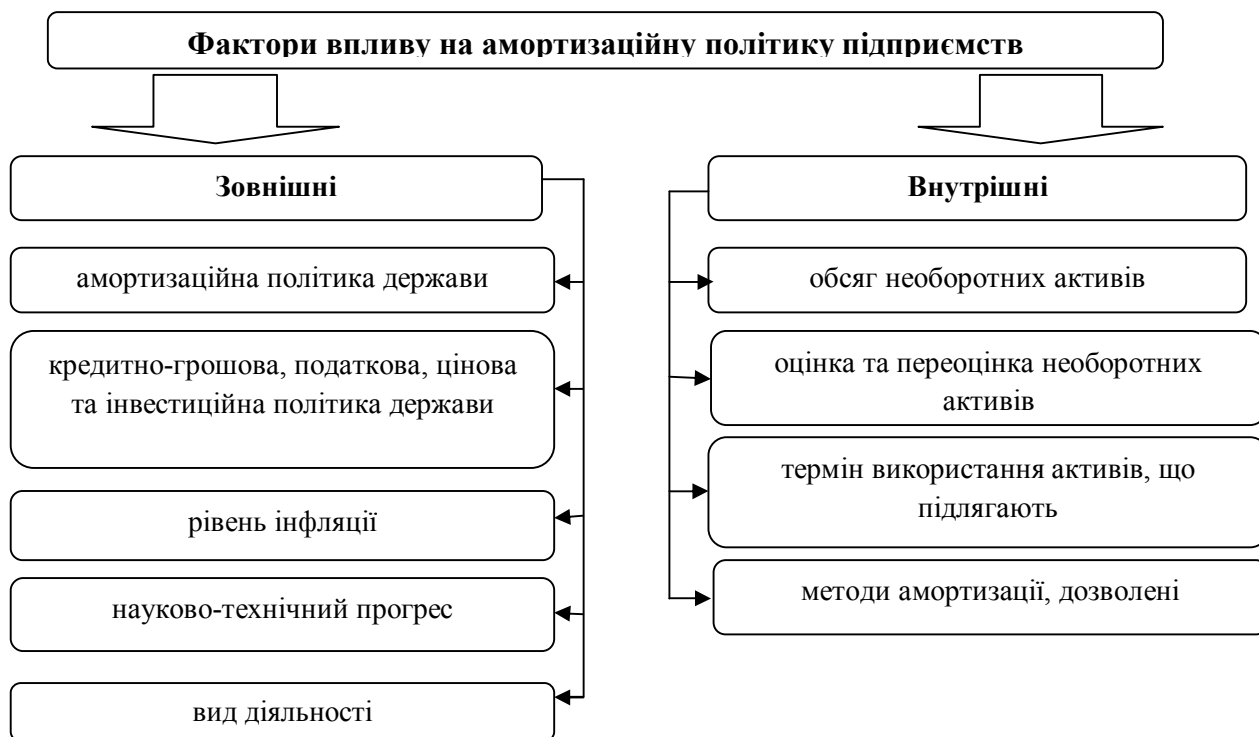 Фактори впливу на амортизаційну політику підприємств
Зовнішні
амортизаційна політика держави
кредитно-грошова, податкова, цінова
та інвестиційна політика держави
рівень інфляції
науково-технічний прогрес
вид діяльності
Внутрішні
обсяг необоротних активів
оцінка та переоцінка необоротних
активів
термін використання активів, що
підлягають
методи амортизації, дозволені